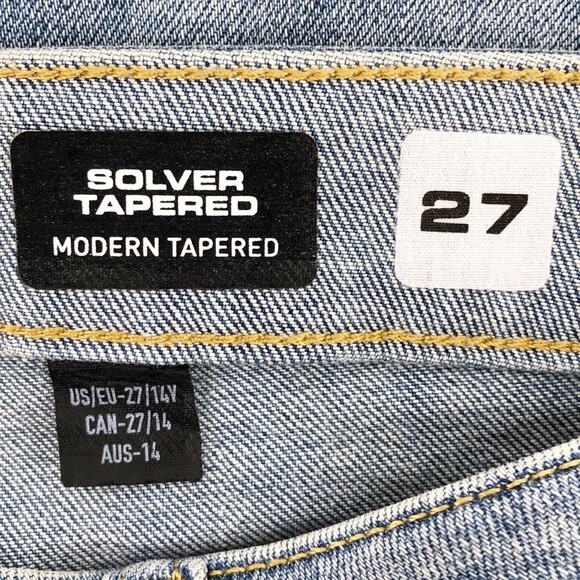 SOLVER
TAPERED
MODERN TAPERED
27
US/EU-27/14Y
CAN-27/14
AUS-14